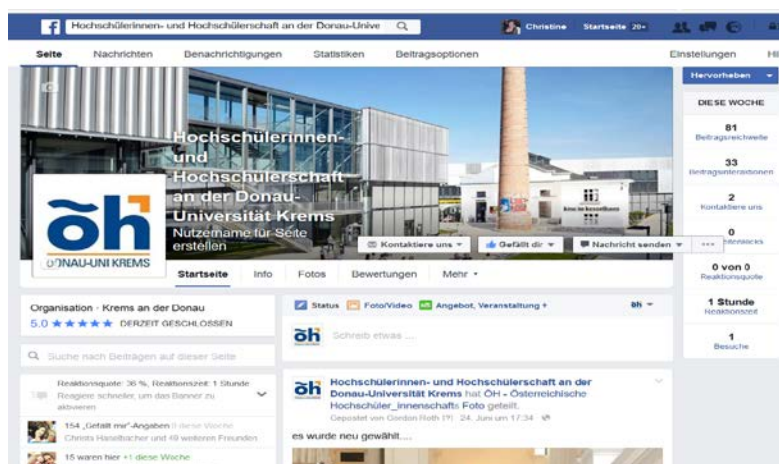 Hochschülerinnen- und Hochschülerschaft an der Donau-Unive
Christine Startseite 20+
Seite Nachrichten Benachrichtigungen Statistiken Beitragsoptionen Einstellungen
Hervorheben
DIESE WOCHE
81
Beitragsreichweite
33
Beitragsinteraktionen
2
Kontaktiere uns
0
0 von 0
Reaktionsquote
1 Stunde
Reaktionszeit
1
Besuche
Hochschülerinnen-
und
Hochschülerschaft
an der Donau-
Universität Krems
Nutzername für Seite
erstellen
õh
DONAU-UNI KREMS
Kontaktiere uns Gefällt dir Nachricht senden
Startseite Info Fotos Bewertungen Mehr
Organisation · Krems an der Donau
5,0 ★★★★★ DERZEIT GESCHLOSSEN
Suche nach Beiträgen auf dieser Seite
Reaktionsquote: 36 %, Reaktionszeit: 1 Stunde
Reagiere schneller, um das Banner zu
aktivieren
154 „Gefällt mir“-Angaben 0 diese Woche
Christa Haselbacher und 49 weiteren Freunden
15 waren hier +1 diese Woche
Status Foto/Video Angebot, Veranstaltung +
õh
Schreib etwas ...
õh
Hochschülerinnen- und Hochschülerschaft an der
Donau-Universität Krems hat ÖH - Österreichische
Hochschüler_innenschafts Foto geteilt.
Gepostet von Gordon Roth [?] · 24. Juni um 17:34
es wurde neu gewählt....